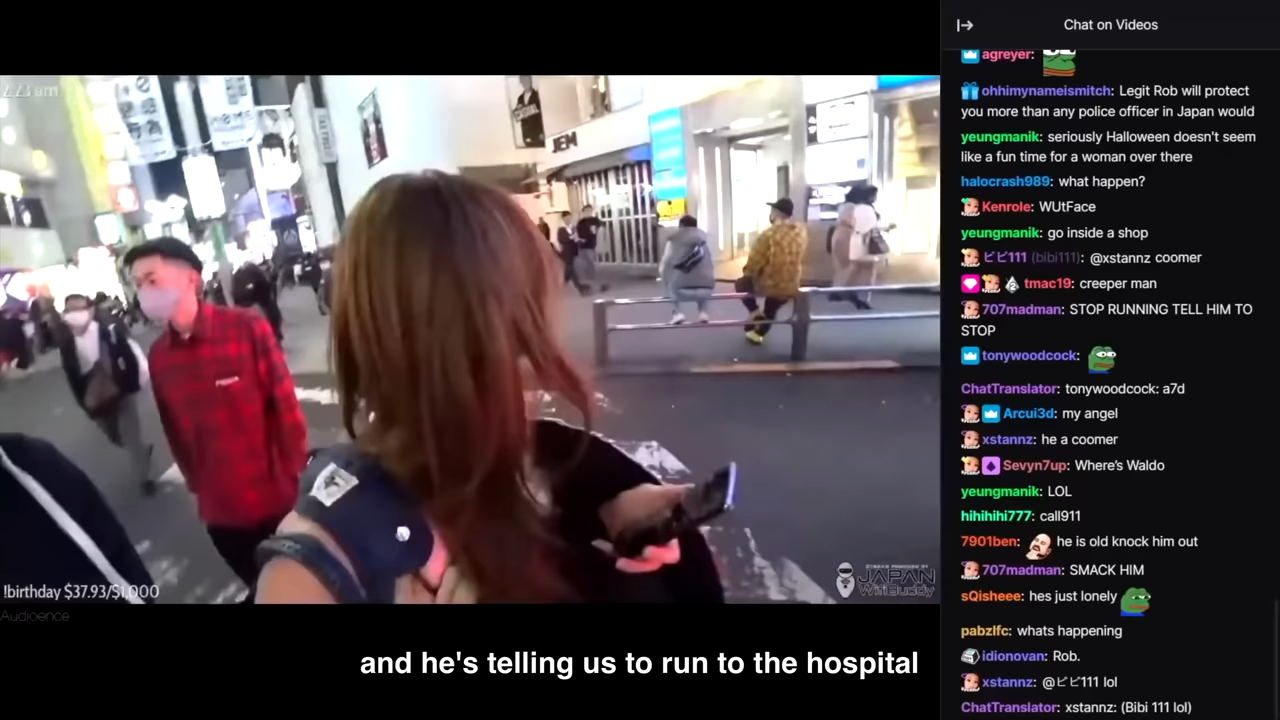 JEM
!birthday $37.93/$1,000
Audioence
STREAM PROVIDED BY
JAPAN
WifiBuddy
and he's telling us to run to the hospital
Chat on Videos
agreyer:
ohhimynameismitch: Legit Rob will protect
you more than any police officer in Japan would
yeungmanik: seriously Halloween doesn't seem
like a fun time for a woman over there
halocrash989: what happen?
Kenrole: WUtFace
yeungmanik: go inside a shop
ビビ111 (bibi111): @xstannz coomer
tmac19: creeper man
707madman: STOP RUNNING TELL HIM TO
STOP
tonywoodcock:
ChatTranslator: tonywoodcock: a7d
Arcui3d: my angel
xstannz: he a coomer
Sevyn7up: Where's Waldo
yeungmanik: LOL
hihihihi777: call911
7901ben: he is old knock him out
707madman: SMACK HIM
sQisheee: hes just lonely
pabzlfc: whats happening
idionovan: Rob.
xstannz: @ビビ111 lol
ChatTranslator: xstannz: (Bibi 111 lol)